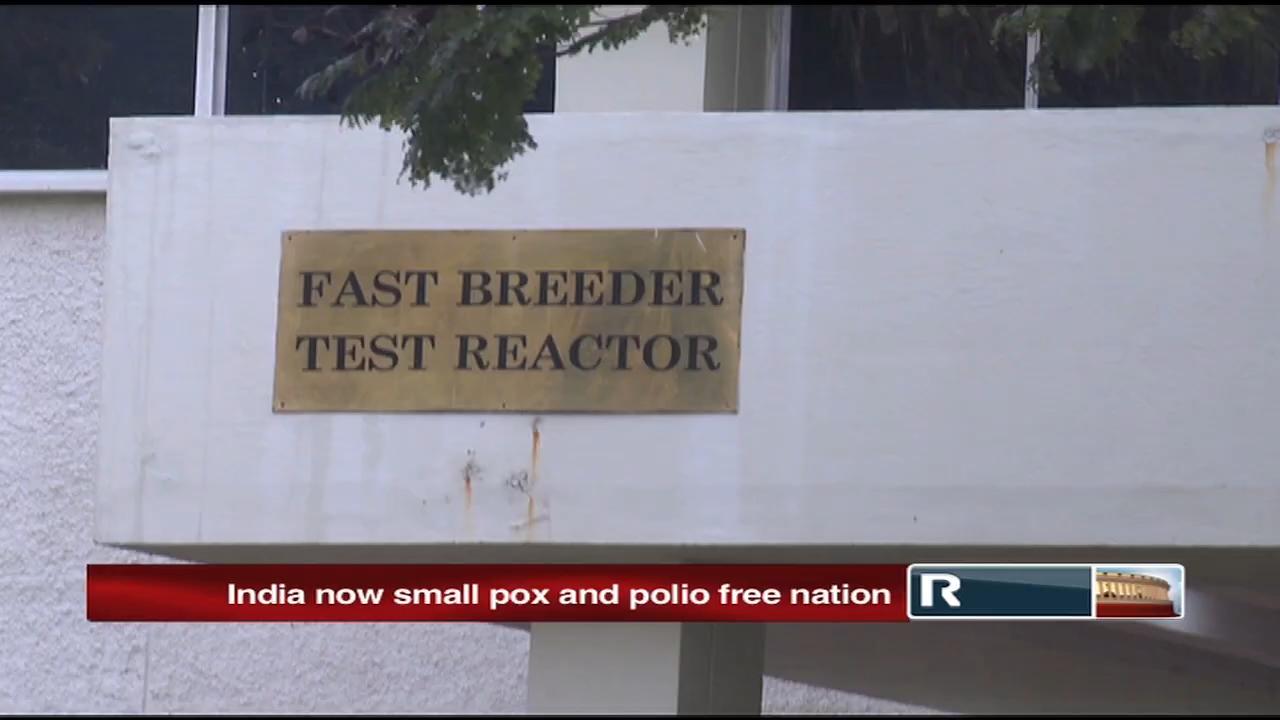 FAST BREEDER
TEST REACTOR
India now small pox and polio free nation
R